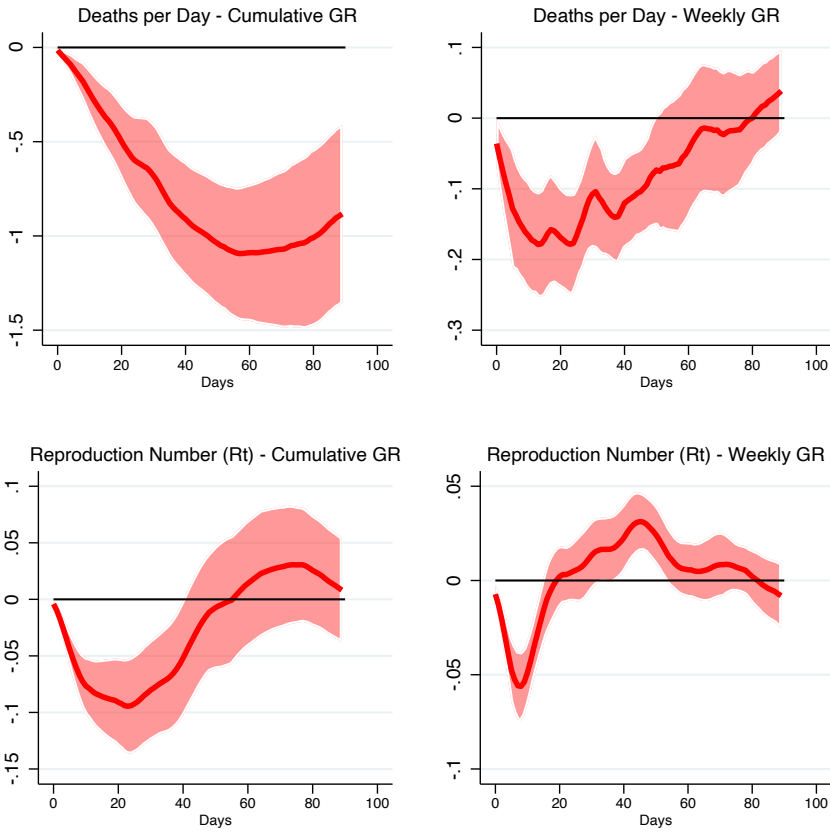 Deaths per Day - Cumulative GR
0
-.5
-1
-1.5
0 20 40 60 80 100
Days
Deaths per Day - Weekly GR
.1
0
-.1
-.2
-.3
0 20 40 60 80 100
Days
Reproduction Number (Rt) - Cumulative GR
.1
.05
0
-.05
-.1
-.15
0 20 40 60 80 100
Days
Reproduction Number (Rt) - Weekly GR
.05
0
-.05
-.1
0 20 40 60 80 100
Days